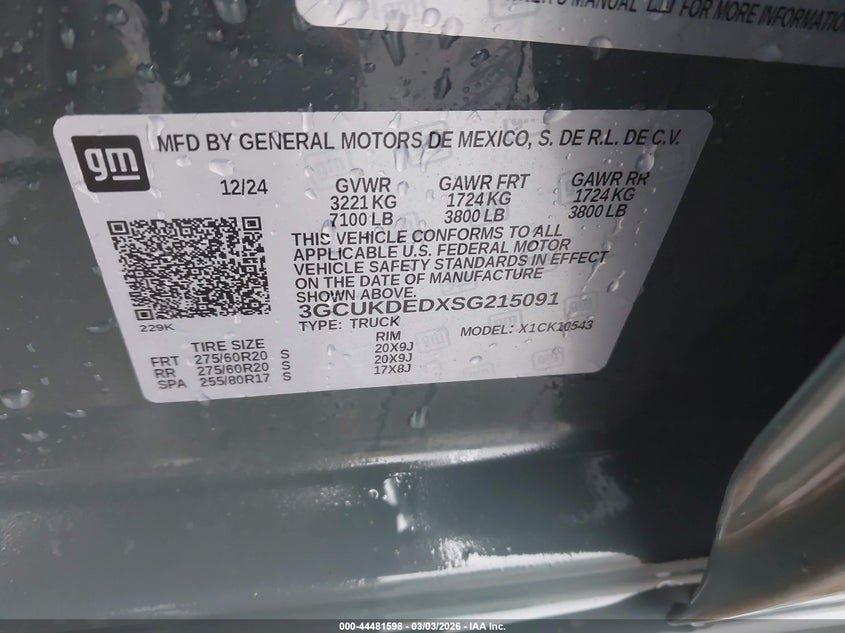 MANUAL FOR MORE INFORMATION
gm
MFD BY GENERAL MOTORS DE MEXICO, S. DE R.L. DE C.V.
12/24 GVWR GAWR FRT GAWR RR
3221 KG 1724 KG 1724 KG
7100 LB 3800 LB 3800 LB
THIS VEHICLE CONFORMS TO ALL
APPLICABLE U.S. FEDERAL MOTOR
VEHICLE SAFETY STANDARDS IN EFFECT
ON THE DATE OF MANUFACTURE
SHOWN ABOVE.
3GCUKDEDXSG215091
229K
TYPE: TRUCK MODEL: X1CK10543
TIRE SIZE RIM
FRT 275/60R20 S 20X9J
RR 275/60R20 S 20X9J
SPA 255/80R17 S 17X8J
000-44481598 - 03/03/2026 - IAA Inc.